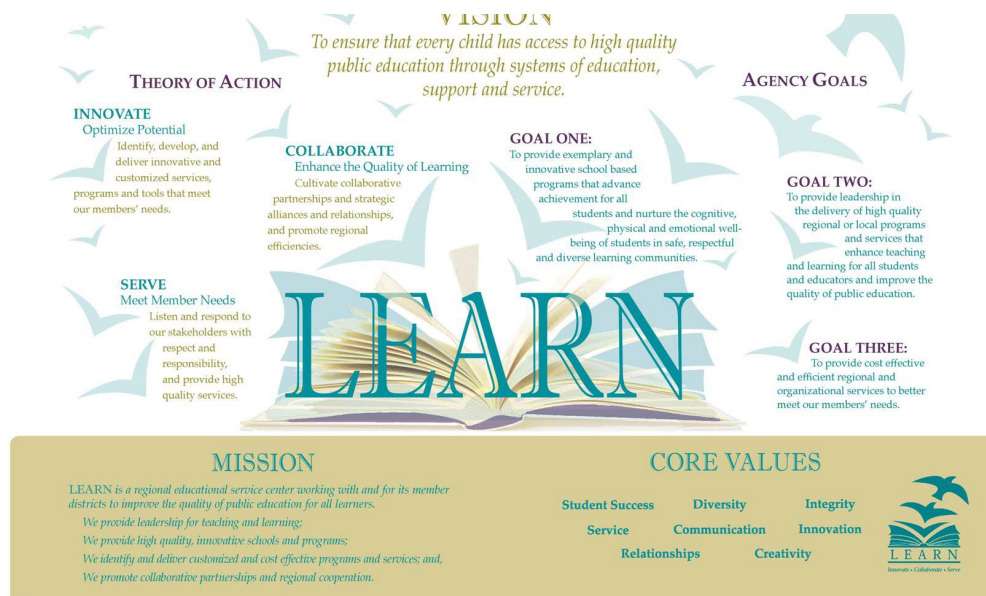 VISION
To ensure that every child has access to high quality
public education through systems of education,
support and service.
THEORY OF ACTION
INNOVATE
Optimize Potential
Identify, develop, and
deliver innovative and
customized services,
programs and tools that meet
our members' needs.
COLLABORATE
Enhance the Quality of Learning
Cultivate collaborative
partnerships and strategic
alliances and relationships,
and promote regional
efficiencies.
SERVE
Meet Member Needs
Listen and respond to
our stakeholders with
respect and
responsibility,
and provide high
quality services.
AGENCY GOALS
GOAL ONE:
To provide exemplary and
innovative school based
programs that advance
achievement for all
students and nurture the cognitive,
physical and emotional well-
being of students in safe, respectful
and diverse learning communities.
GOAL TWO:
To provide leadership in
the delivery of high quality
regional or local programs
and services that
enhance teaching
and learning for all students
and educators and improve the
quality of public education.
GOAL THREE:
To provide cost effective
and efficient regional and
organizational services to better
meet our members' needs.
LEARN
MISSION
LEARN is a regional educational service center working with and for its member
districts to improve the quality of public education for all learners.
We provide leadership for teaching and learning;
We provide high quality, innovative schools and programs;
We identify and deliver customized and cost effective programs and services; and,
We promote collaborative partnerships and regional cooperation.
CORE VALUES
Student Success Diversity Integrity
Service Communication Innovation
Relationships Creativity
LEARN
Innovate • Collaborate • Serve